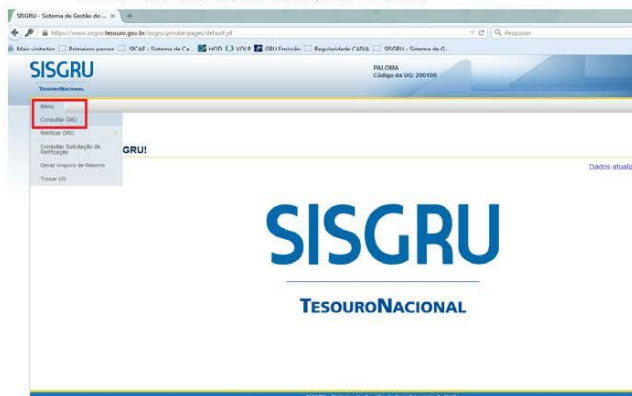 SISGRU - Sistema de Gestão do ... × +
https://www.sisgru.tesouro.gov.br/sisgru/private/pages/default.jsf
Pesquisar
Mais visitados Primeiros passos SICAF - Sistema de Ca... HOD VOLP GRU Emissão Regularidade CAIXA SISGRU - Sistema de G...
SISGRU
TESOURONACIONAL
PALOMA
Código da UG: 200100
Menu
Consultar GRU
Retificar GRU
Consultar Solicitação de
Retificação
GRU!
Gerar Arquivo de Retorno
Dados atuali
Trocar UG
SISGRU
TESOURONACIONAL